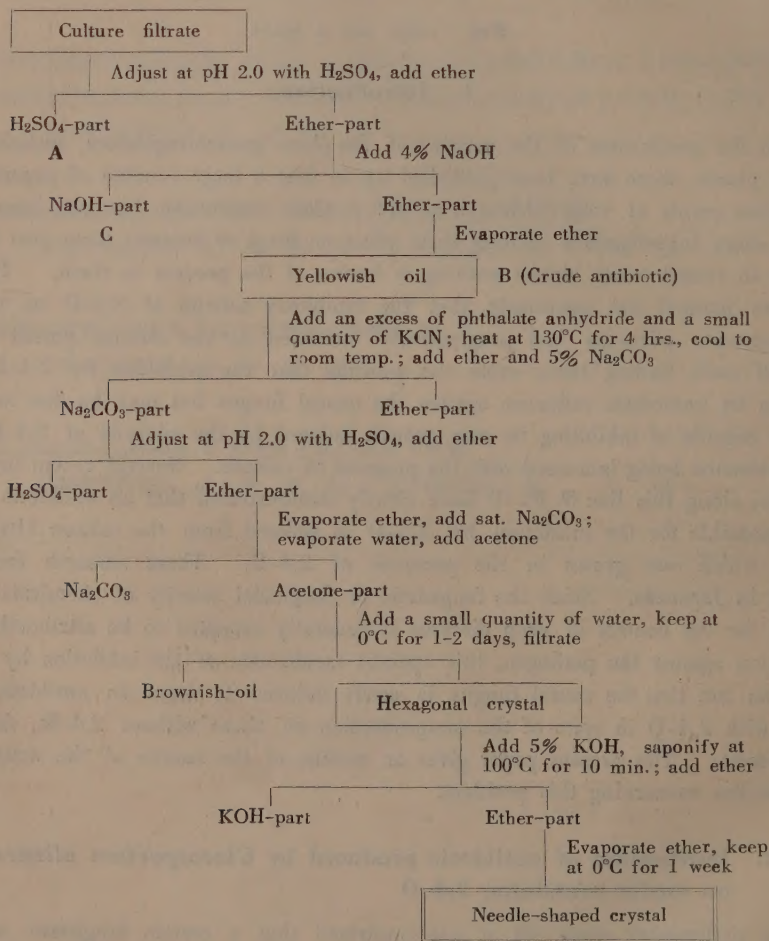 Culture filtrate
Adjust at pH 2.0 with H₂SO₄, add ether
H₂SO₄-part Ether-part
A Add 4% NaOH
NaOH-part Ether-part
C Evaporate ether
Yellowish oil B (Crude antibiotic)
Add an excess of phthalate anhydride and a small
quantity of KCN; heat at 130°C for 4 hrs., cool to
room temp.; add ether and 5% Na₂CO₃
Na₂CO₃-part Ether-part
Adjust at pH 2.0 with H₂SO₄, add ether
H₂SO₄-part Ether-part
Evaporate ether, add sat. Na₂CO₃;
evaporate water, add acetone
Na₂CO₃ Acetone-part
Add a small quantity of water, keep at
0°C for 1-2 days, filtrate
Brownish-oil Hexagonal crystal
Add 5% KOH, saponify at
100°C for 10 min.; add ether
KOH-part Ether-part
Evaporate ether, keep
at 0°C for 1 week
Needle-shaped crystal